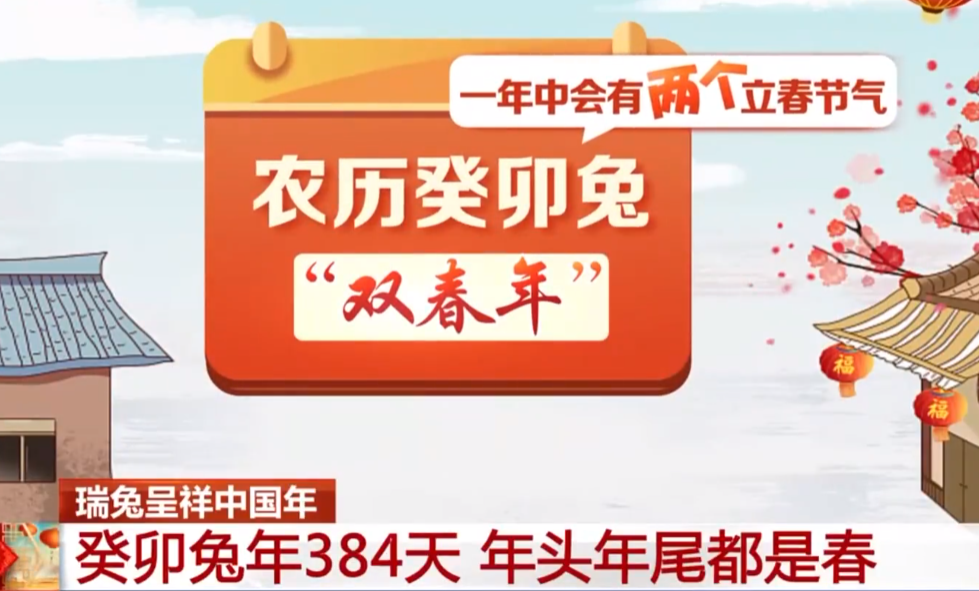 一年中会有两个立春节气
农历癸卯兔
“双春年”
福
福
瑞兔呈祥中国年
癸卯兔年384天 年头年尾都是春